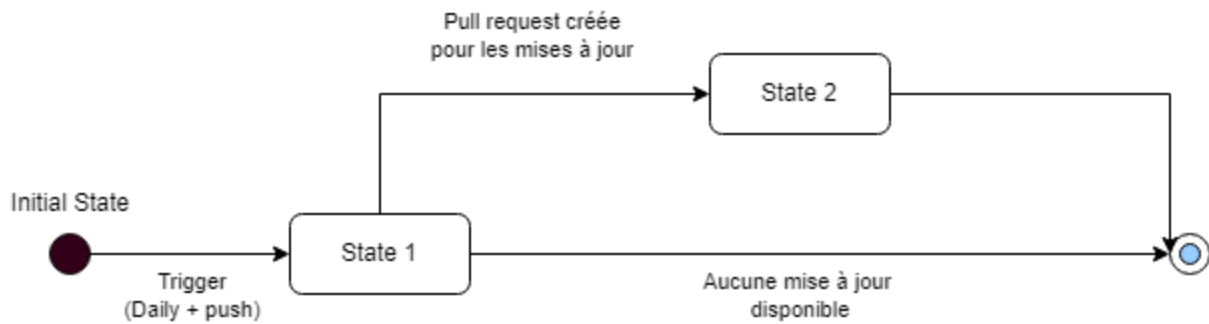 Pull request créée
pour les mises à jour
State 2
Initial State
State 1
Trigger
(Daily + push)
Aucune mise à jour
disponible